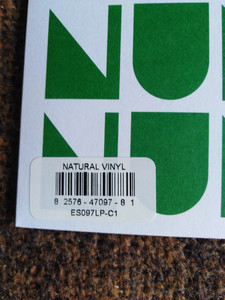 NU
NU
NATURAL VINYL
8 2576 - 47097 - 8 1
ES097LP-C1